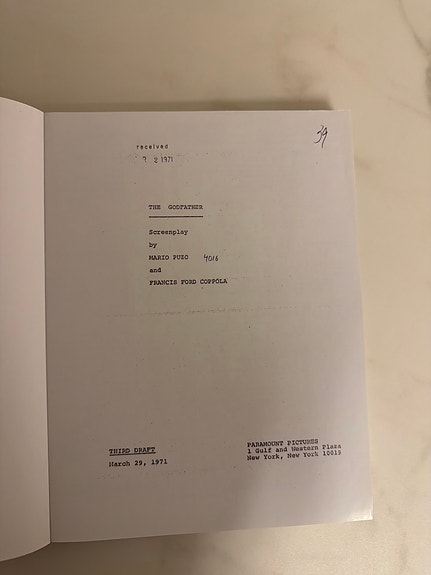 39
received
2 1971
THE GODFATHER
Screenplay
by
MARIO PUZO 4016
and
FRANCIS FORD COPPOLA
THIRD DRAFT
March 29, 1971
PARAMOUNT PICTURES
1 Gulf and Western Plaza
New York, New York 10019